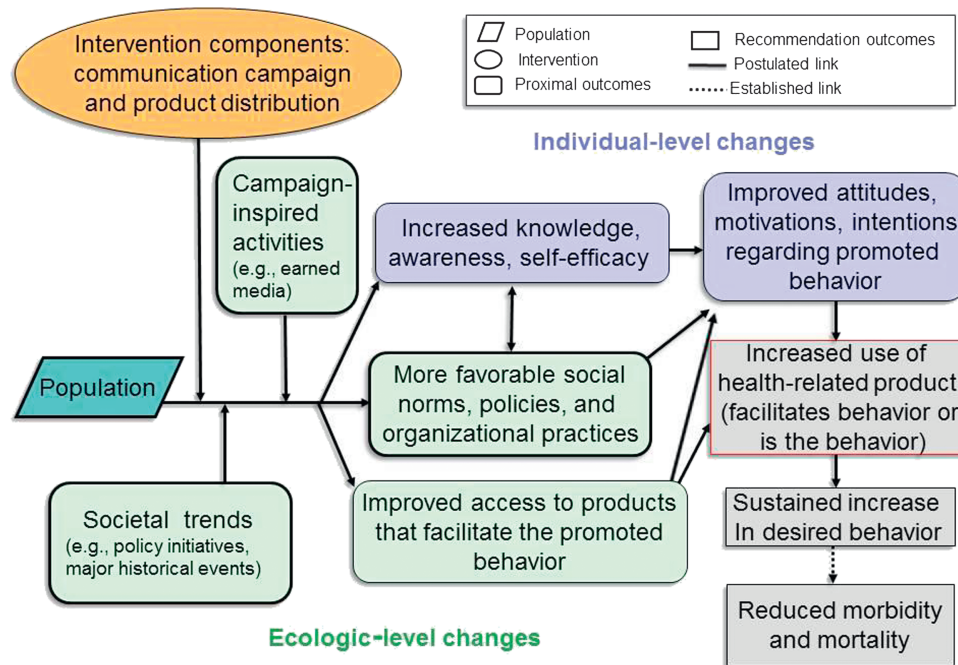 Intervention components:
communication campaign
and product distribution
Population
Intervention
Proximal outcomes
Recommendation outcomes
Postulated link
Established link
Individual-level changes
Campaign-
inspired
activities
(e.g., earned
media)
Increased knowledge,
awareness, self-efficacy
Improved attitudes,
motivations, intentions
regarding promoted
behavior
Population
More favorable social
norms, policies, and
organizational practices
Increased use of
health-related product
(facilitates behavior or
is the behavior)
Societal trends
(e.g., policy initiatives,
major historical events)
Improved access to products
that facilitate the promoted
behavior
Sustained increase
In desired behavior
Reduced morbidity
and mortality
Ecologic-level changes